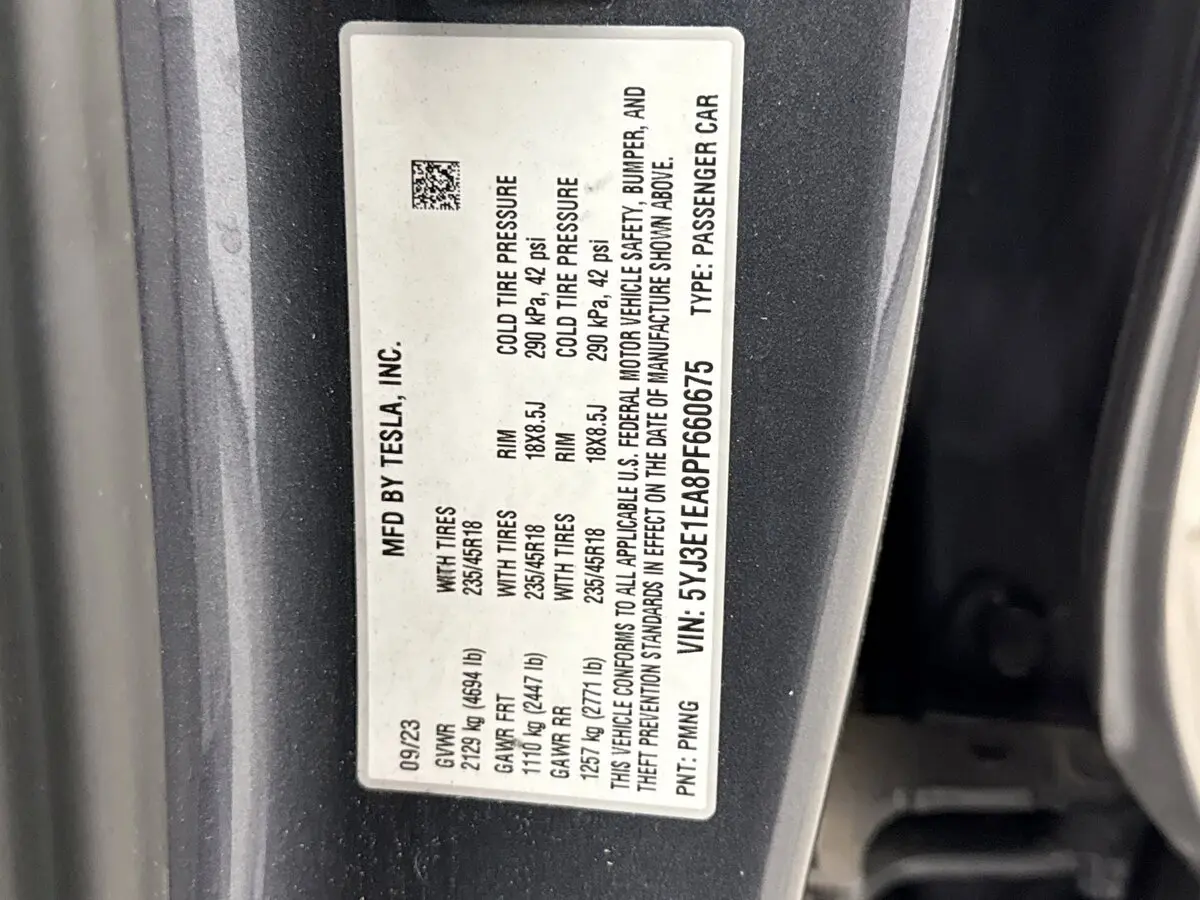 MFD BY TESLA, INC.
09/23
GVWR WITH TIRES
2129 kg (4694 lb) 235/45R18
GAWR FRT WITH TIRES RIM COLD TIRE PRESSURE
1110 kg (2447 lb) 235/45R18 18X8.5J 290 kPa, 42 psi
GAWR RR WITH TIRES RIM COLD TIRE PRESSURE
1257 kg (2771 lb) 235/45R18 18X8.5J 290 kPa, 42 psi
THIS VEHICLE CONFORMS TO ALL APPLICABLE U.S. FEDERAL MOTOR VEHICLE SAFETY, BUMPER, AND
THEFT PREVENTION STANDARDS IN EFFECT ON THE DATE OF MANUFACTURE SHOWN ABOVE.
PNT: PMNG VIN: 5YJ3E1EA8PF660675 TYPE: PASSENGER CAR